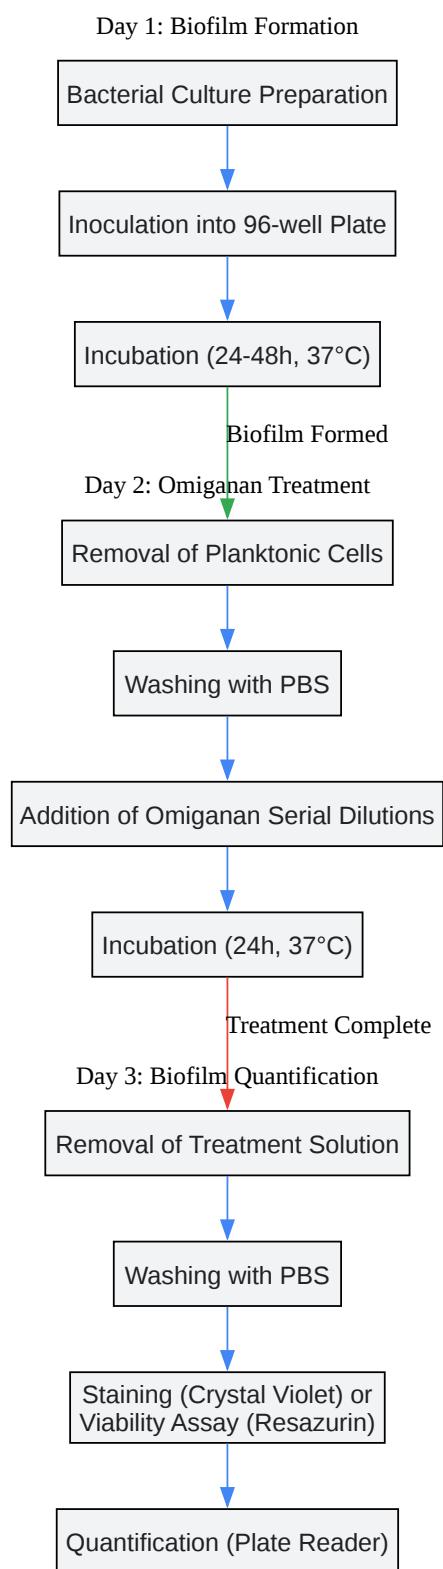 Day 1: Biofilm Formation
Bacterial Culture Preparation
Inoculation into 96-well Plate
Incubation (24-48h, 37°C)
Biofilm Formed
Day 2: Omiganan Treatment
Removal of Planktonic Cells
Washing with PBS
Addition of Omiganan Serial Dilutions
Incubation (24h, 37°C)
Treatment Complete
Day 3: Biofilm Quantification
Removal of Treatment Solution
Washing with PBS
Staining (Crystal Violet) or
Viability Assay (Resazurin)
Quantification (Plate Reader)